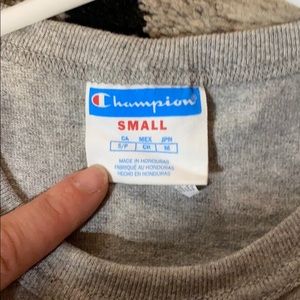 Champion
SMALL
CA MEX JPN
S/P CH M
MADE IN HONDURAS
FABRIQUÉ AU HONDURAS
HECHO EN HONDURAS